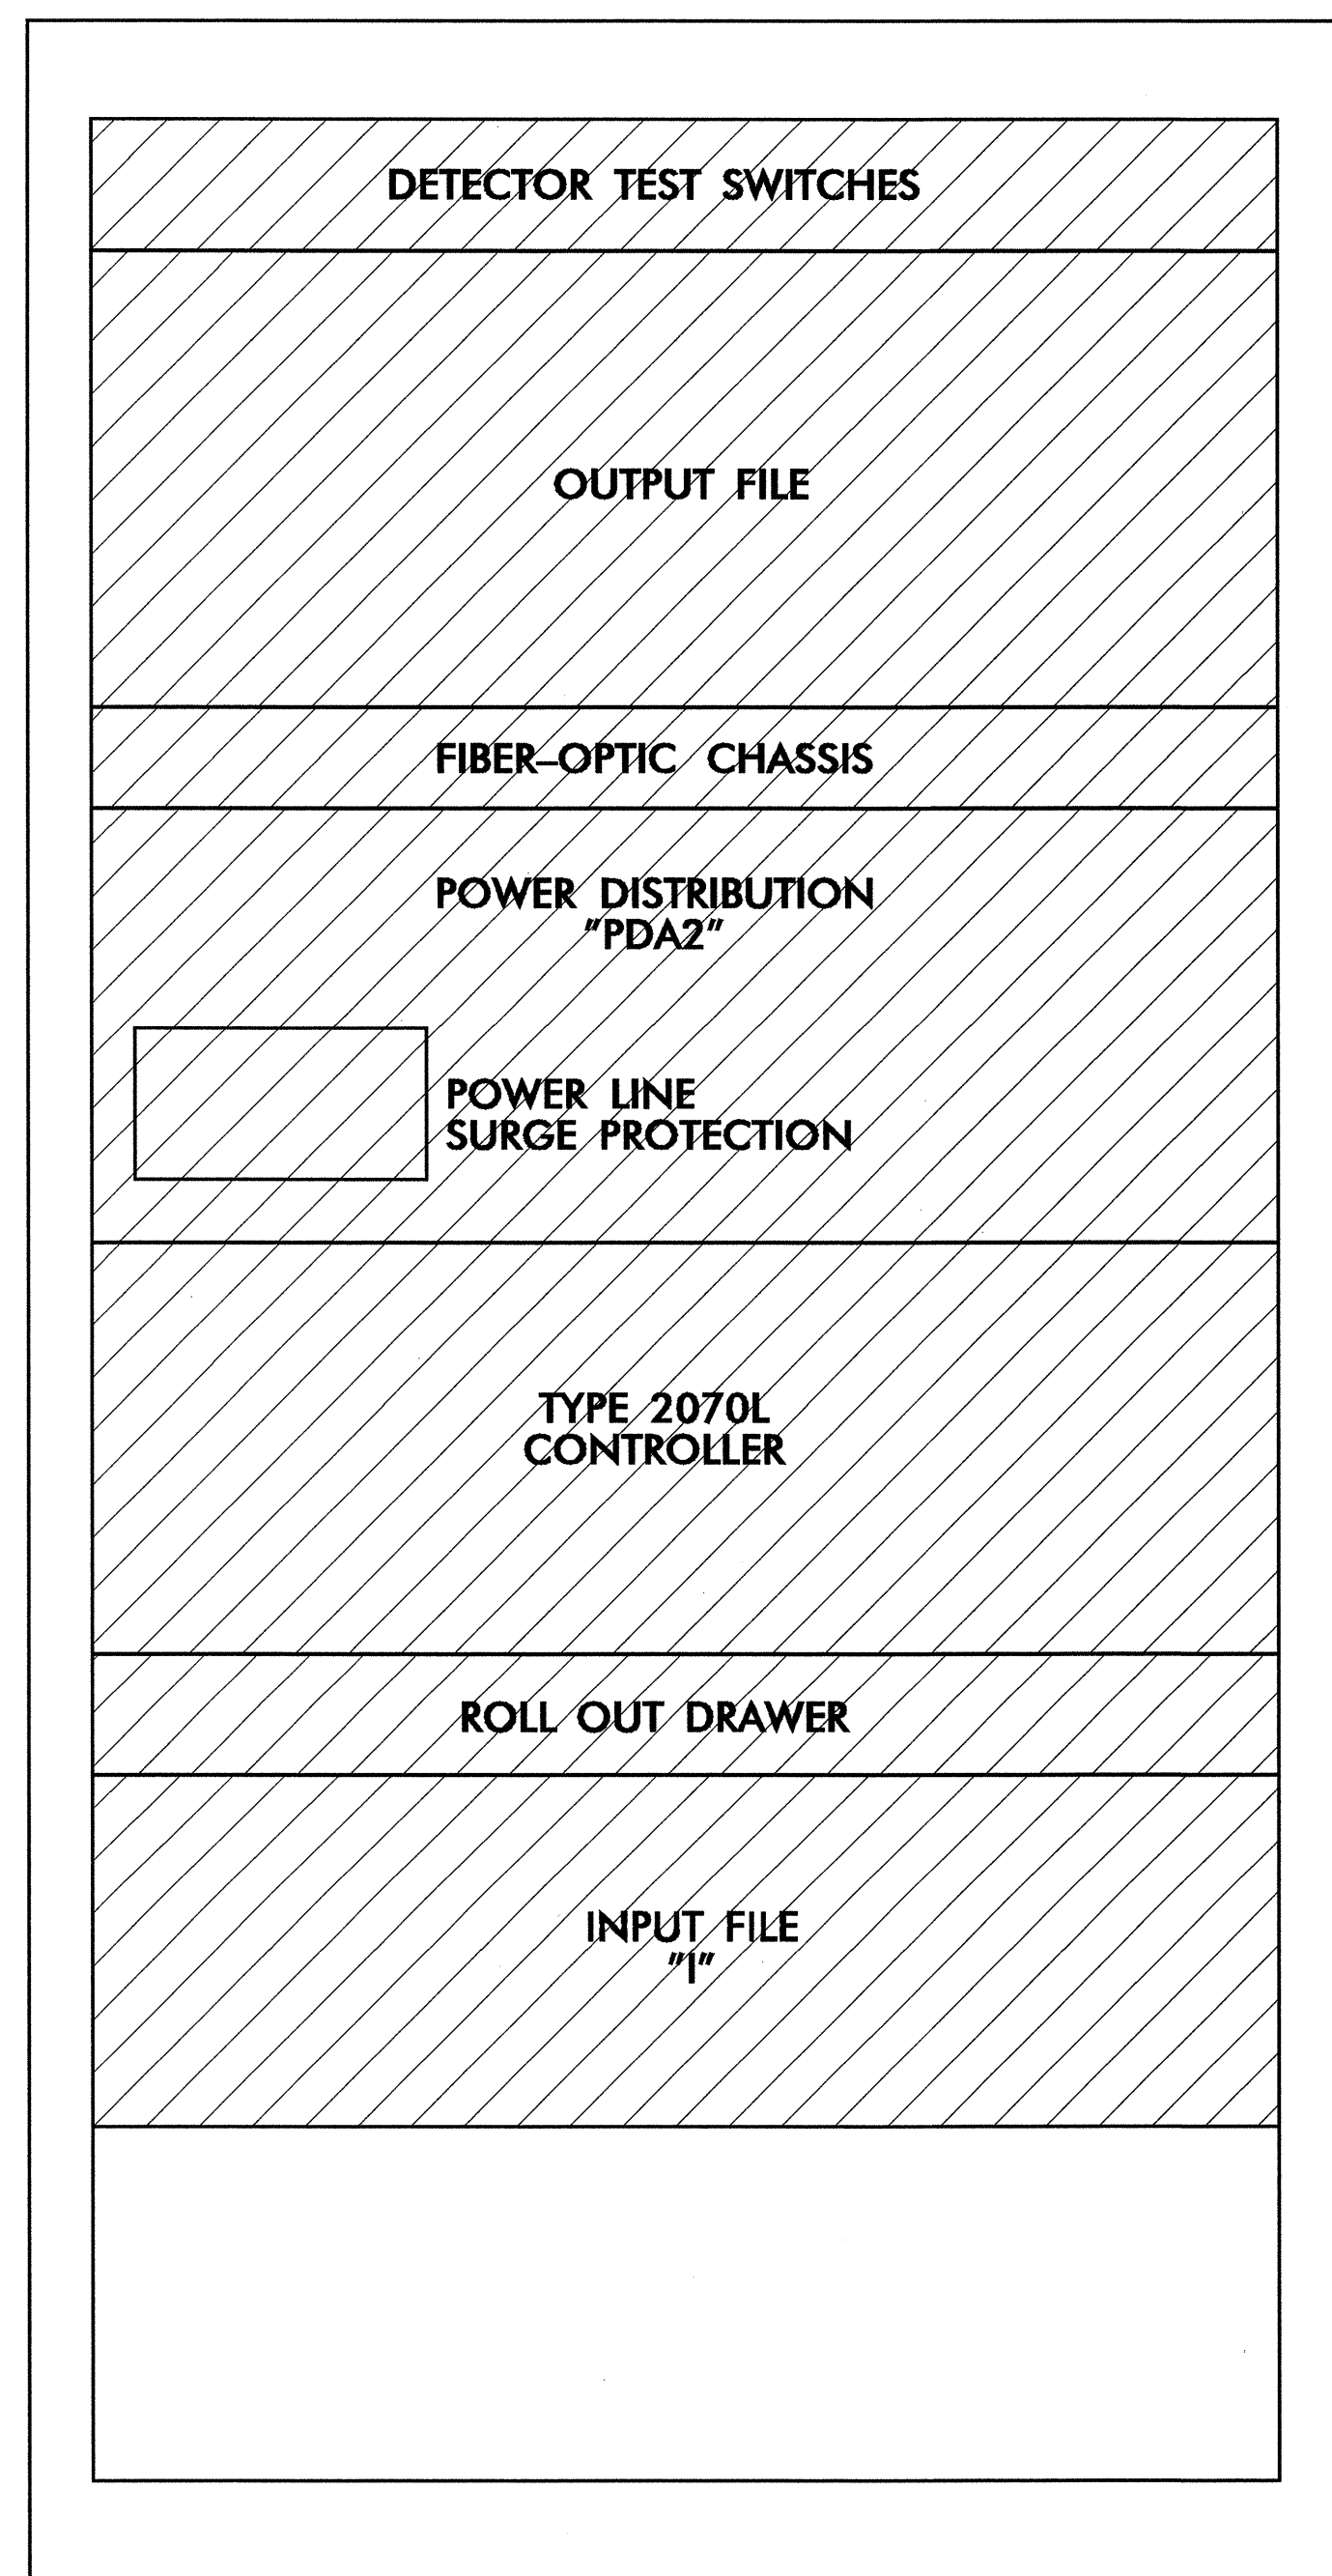 DETECTOR TEST SWITCHES
OUTPUT FILE
FIBER-OPTIC CHASSIS
POWER DISTRIBUTION
"PDA2"
POWER LINE
SURGE PROTECTION
TYPE 2070L
CONTROLLER
ROLL OUT DRAWER
INPUT FILE
"I"